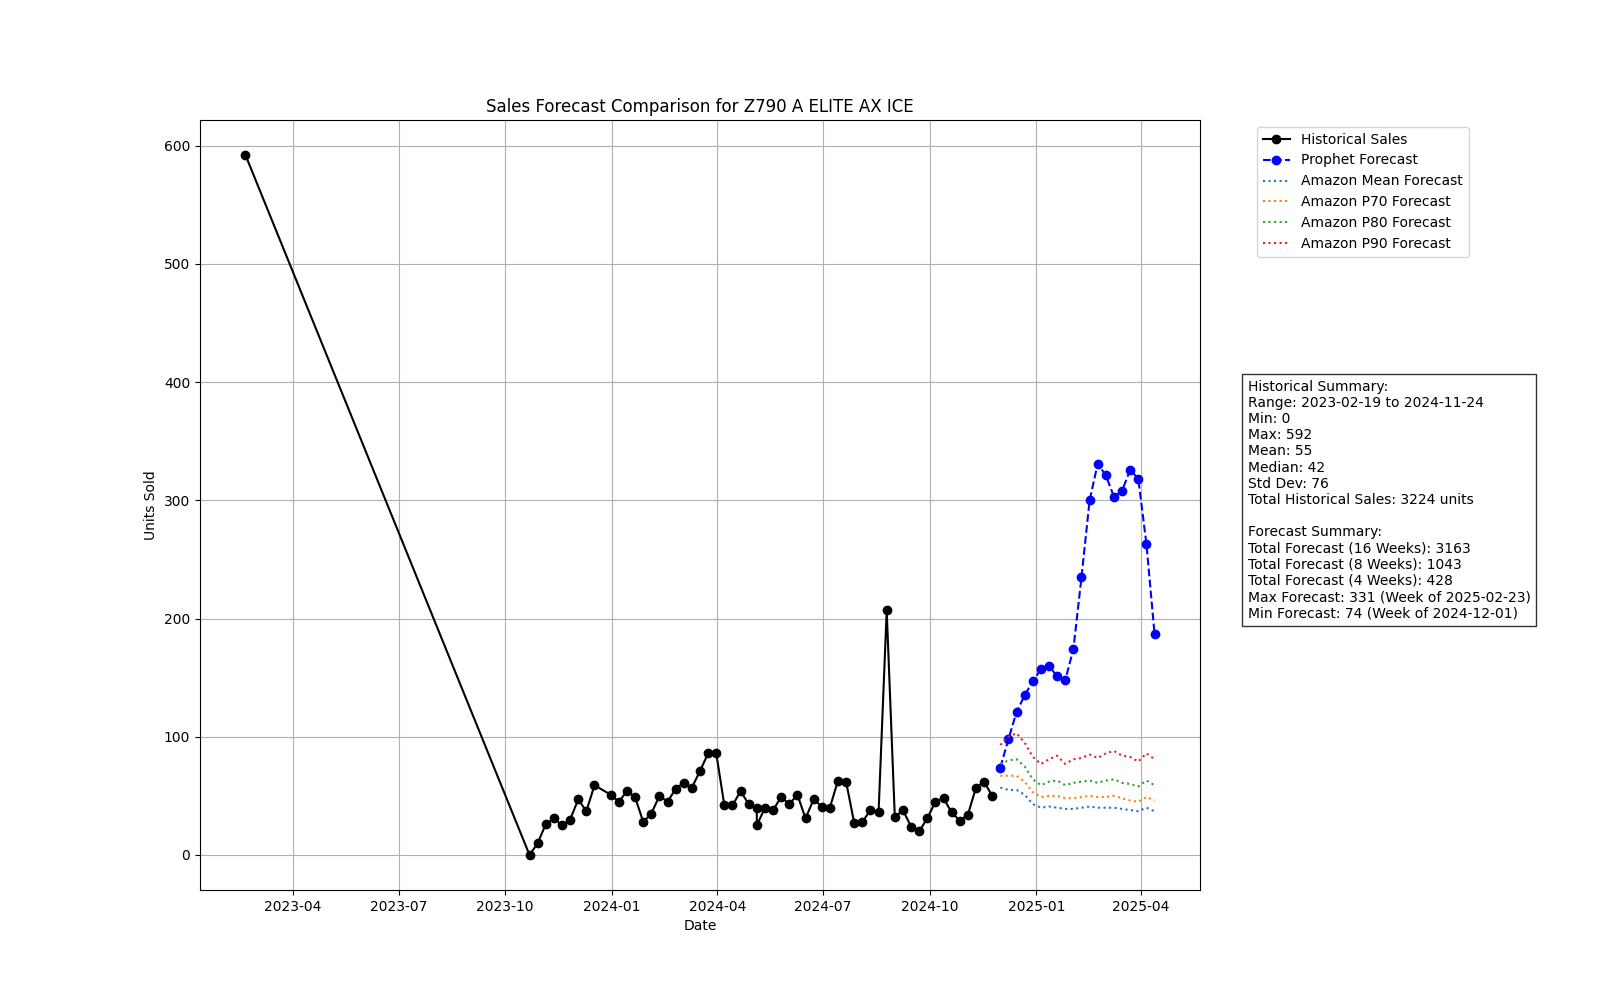 Sales Forecast Comparison for Z790 A ELITE AX ICE
600
500
400
300
200
100
0
Units Sold
2023-04
2023-07
2023-10
2024-01
2024-04
2024-07
2024-10
2025-01
2025-04
Date
Historical Sales
Prophet Forecast
Amazon Mean Forecast
Amazon P70 Forecast
Amazon P80 Forecast
Amazon P90 Forecast
Historical Summary:
Range: 2023-02-19 to 2024-11-24
Min: 0
Max: 592
Mean: 55
Median: 42
Std Dev: 76
Total Historical Sales: 3224 units
Forecast Summary:
Total Forecast (16 Weeks): 3163
Total Forecast (8 Weeks): 1043
Total Forecast (4 Weeks): 428
Max Forecast: 331 (Week of 2025-02-23)
Min Forecast: 74 (Week of 2024-12-01)